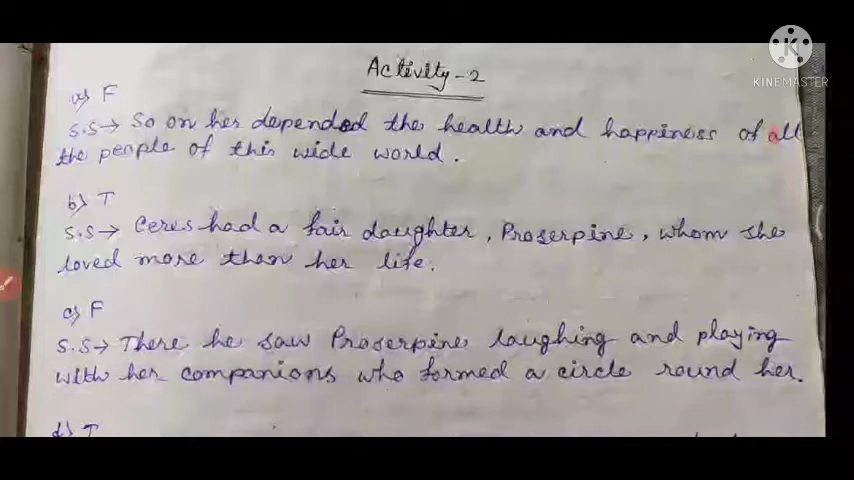 Activity-2
a) F
S.S→ So on her depended the health and happiness of all
the people of this wide world.
b) T
S.S→ Ceres had a fair daughter, Proserpine, whom she
loved more than her life.
c) F
S.S→ There he saw Proserpine laughing and playing
with her companions who formed a circle round her.
d) T
K
KINEMASTER